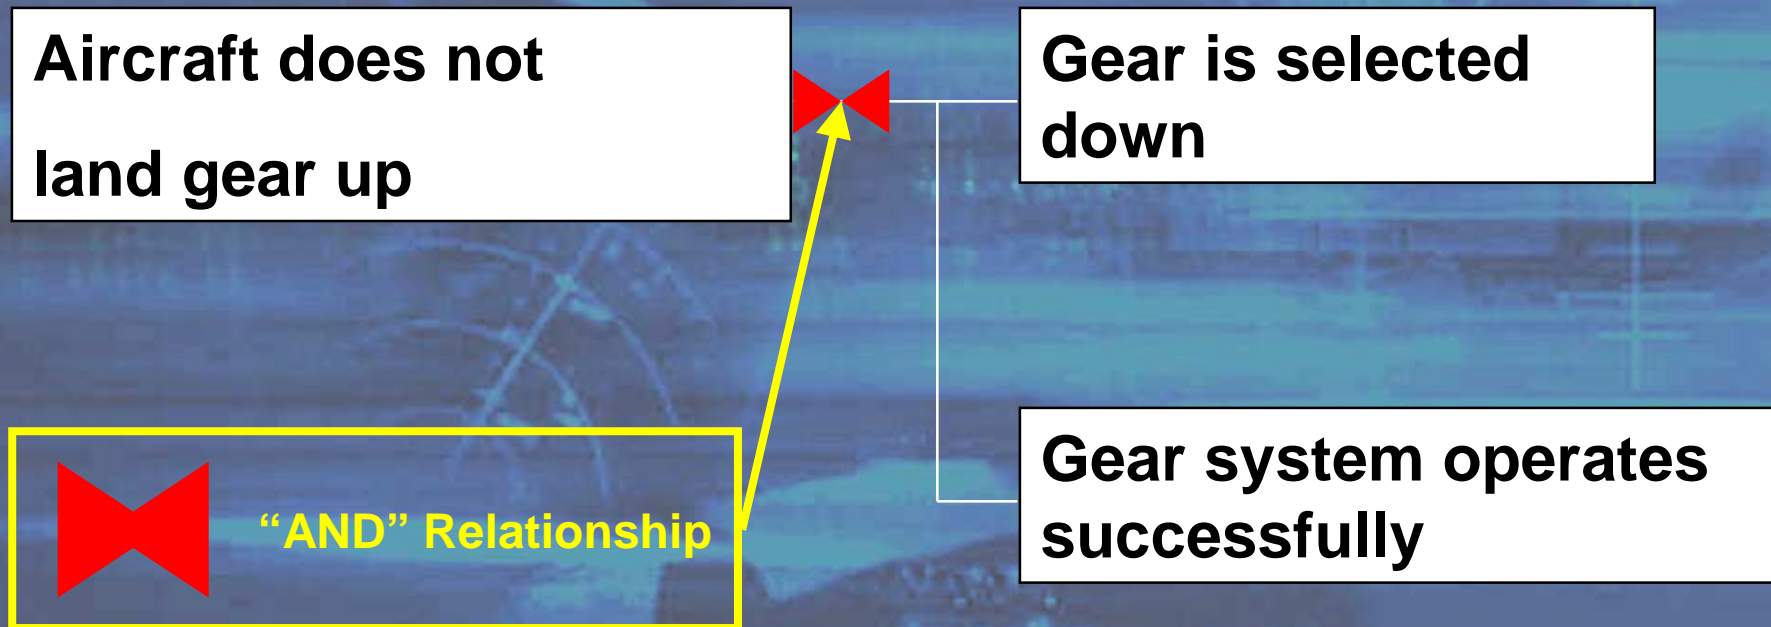 Aircraft does not
land gear up
Gear is selected
down
“AND” Relationship
Gear system operates
successfully